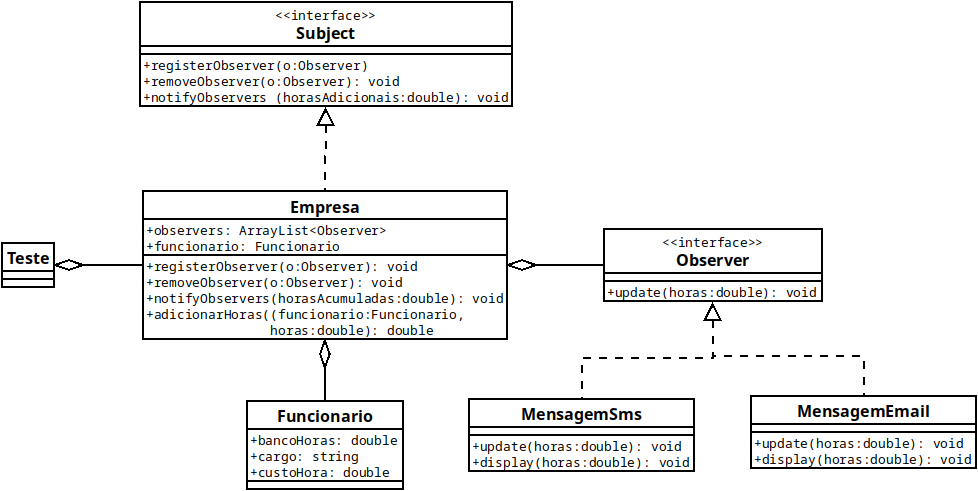 <<interface>>
Subject
+registerObserver(o:Observer)
+removeObserver(o:Observer): void
+notifyObservers (horasAdicionais:double): void
Empresa
+observers: ArrayList<Observer>
+funcionario: Funcionario
+registerObserver(o:Observer): void
+removeObserver(o:Observer): void
+notifyObservers(horasAcumuladas:double): void
+adicionarHoras((funcionario:Funcionario,
horas:double): double
Teste
<<interface>>
Observer
+update(horas:double): void
Funcionario
+bancoHoras: double
+cargo: string
+custoHora: double
MensagemSms
+update(horas:double): void
+display(horas:double): void
MensagemEmail
+update(horas:double): void
+display(horas:double): void